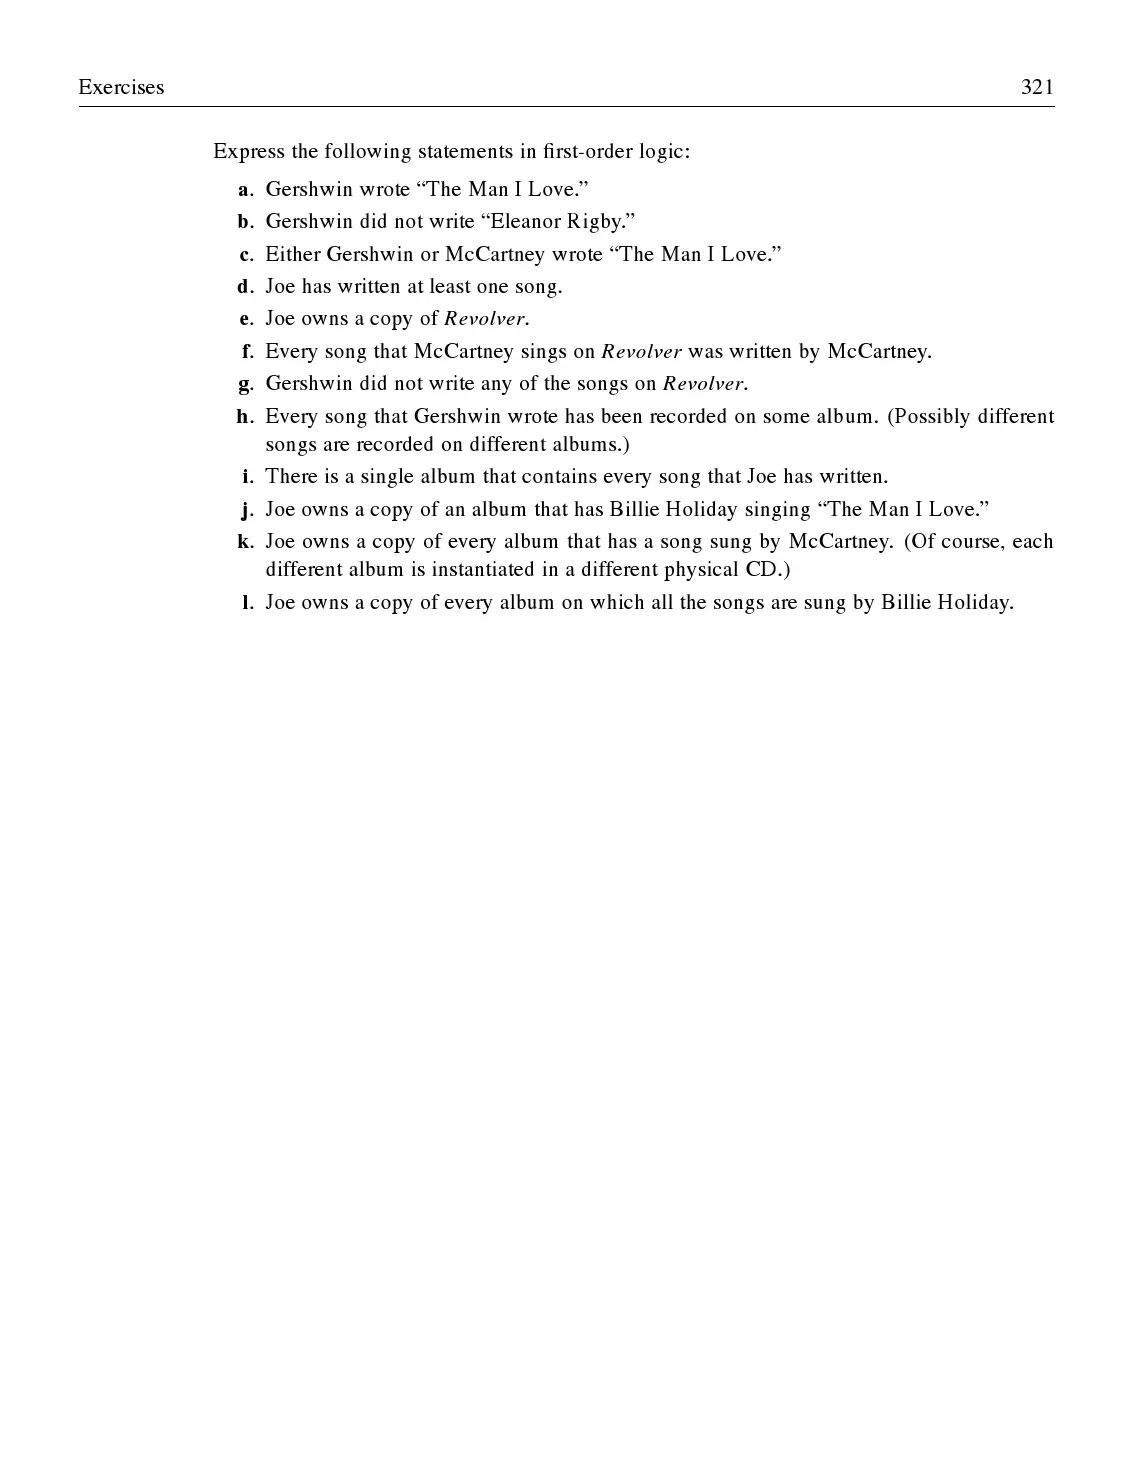 Exercises 321
Express the following statements in first-order logic:
a. Gershwin wrote “The Man I Love.”
b. Gershwin did not write “Eleanor Rigby.”
c. Either Gershwin or McCartney wrote “The Man I Love.”
d. Joe has written at least one song.
e. Joe owns a copy of Revolver.
f. Every song that McCartney sings on Revolver was written by McCartney.
g. Gershwin did not write any of the songs on Revolver.
h. Every song that Gershwin wrote has been recorded on some album. (Possibly different
songs are recorded on different albums.)
i. There is a single album that contains every song that Joe has written.
j. Joe owns a copy of an album that has Billie Holiday singing “The Man I Love.”
k. Joe owns a copy of every album that has a song sung by McCartney. (Of course, each
different album is instantiated in a different physical CD.)
l. Joe owns a copy of every album on which all the songs are sung by Billie Holiday.